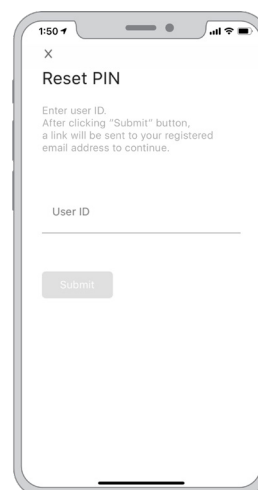 1:50
X
Reset PIN
Enter user ID.
After clicking "Submit" button,
a link will be sent to your registered
email address to continue.
User ID
Submit